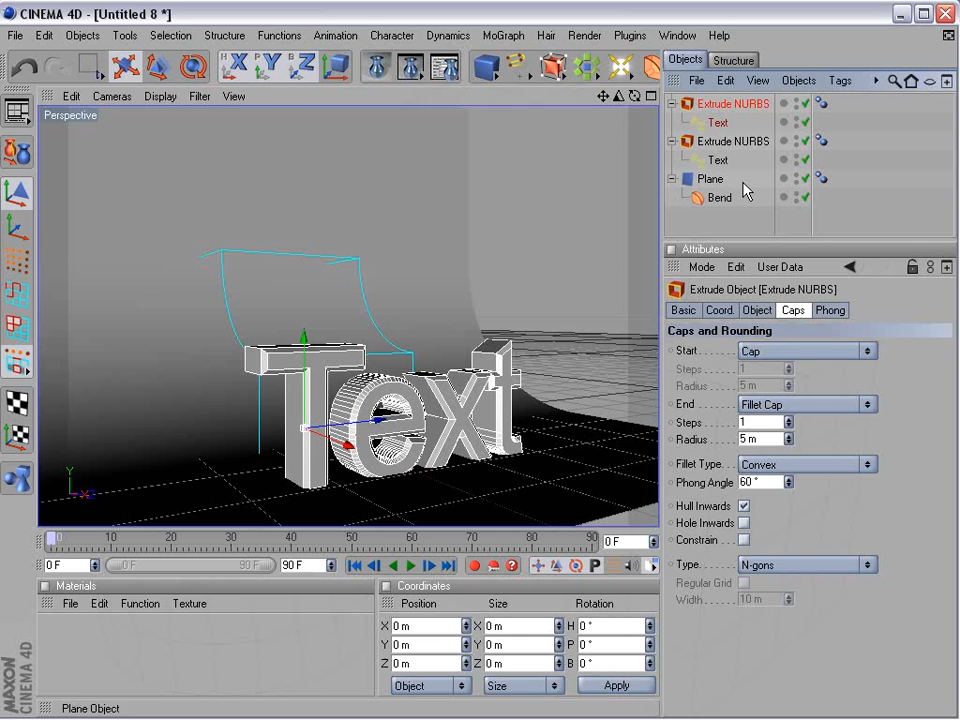 CINEMA 4D - [Untitled 8 *]
File Edit Objects Tools Selection Structure Functions Animation Character Dynamics MoGraph Hair Render Plugins Window Help
X Y Z
Edit Cameras Display Filter View
Perspective
Text
Y
X
Objects Structure
File Edit View Objects Tags
Extrude NURBS
Text
Extrude NURBS
Text
Plane
Bend
Attributes
Mode Edit User Data
Extrude Object [Extrude NURBS]
Basic Coord. Object Caps Phong
Caps and Rounding
Start Cap
Steps 1
Radius 5 m
End Fillet Cap
Steps 1
Radius 5 m
Fillet Type Convex
Phong Angle 60 °
Hull Inwards
Hole Inwards
Constrain
Type N-gons
Regular Grid
Width 10 m
0 10 20 30 40 50 60 70 80 90 0 F
0 F 0 F 90 F 90 F P
Materials
File Edit Function Texture
Coordinates
Position Size Rotation
X 0 m X 0 m H 0 °
Y 0 m Y 0 m P 0 °
Z 0 m Z 0 m B 0 °
Object Size Apply
MAXON CINEMA 4D
Plane Object